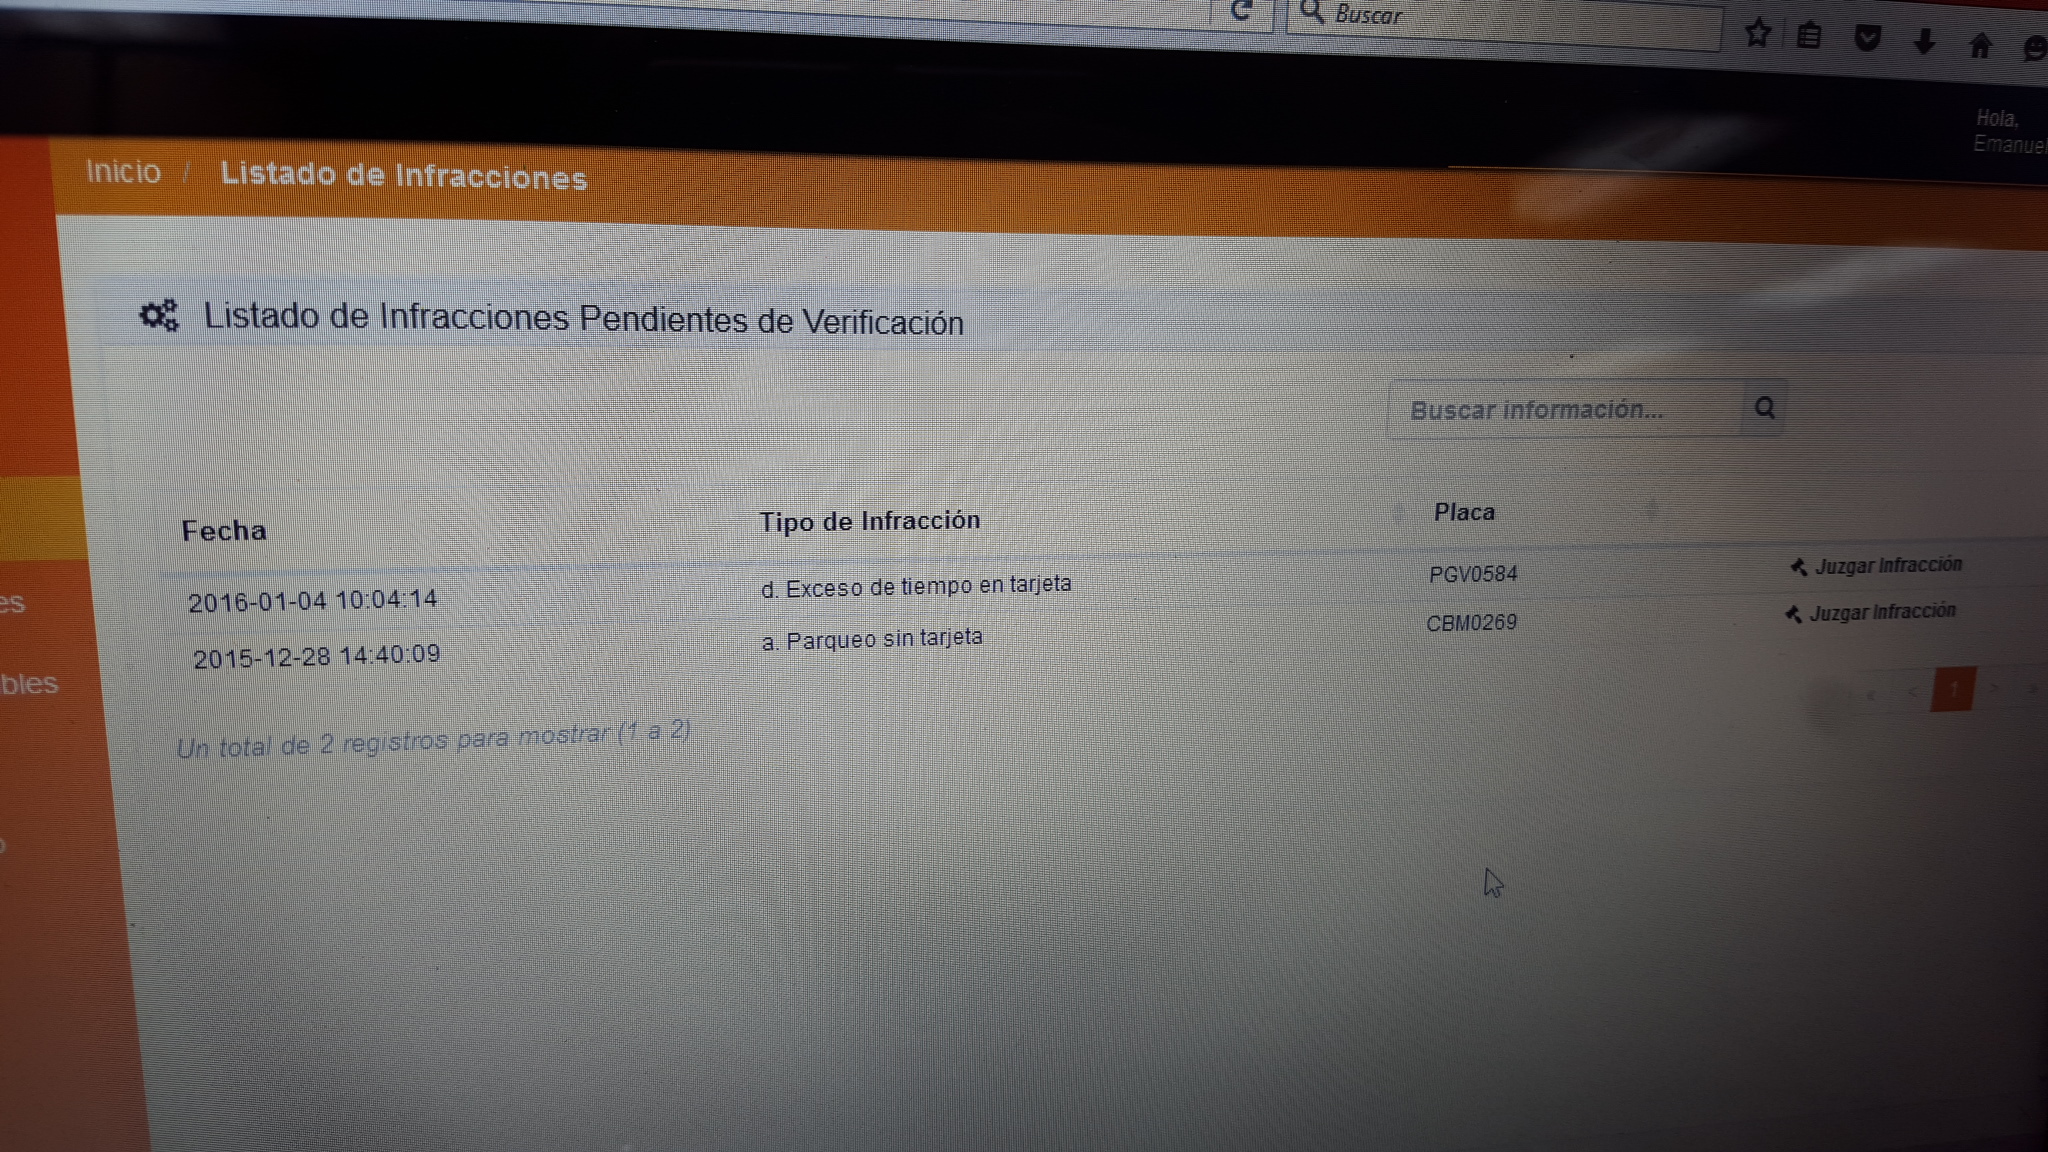 Buscar
Hola,
Emanuel
Inicio / Listado de Infracciones
Listado de Infracciones Pendientes de Verificación
Buscar información...
Fecha Tipo de Infracción Placa
2016-01-04 10:04:14 d. Exceso de tiempo en tarjeta PGV0584 Juzgar Infracción
2015-12-28 14:40:09 a. Parqueo sin tarjeta CBM0269 Juzgar Infracción
es
bles
« < 1 > »
Un total de 2 registros para mostrar (1 a 2)
o